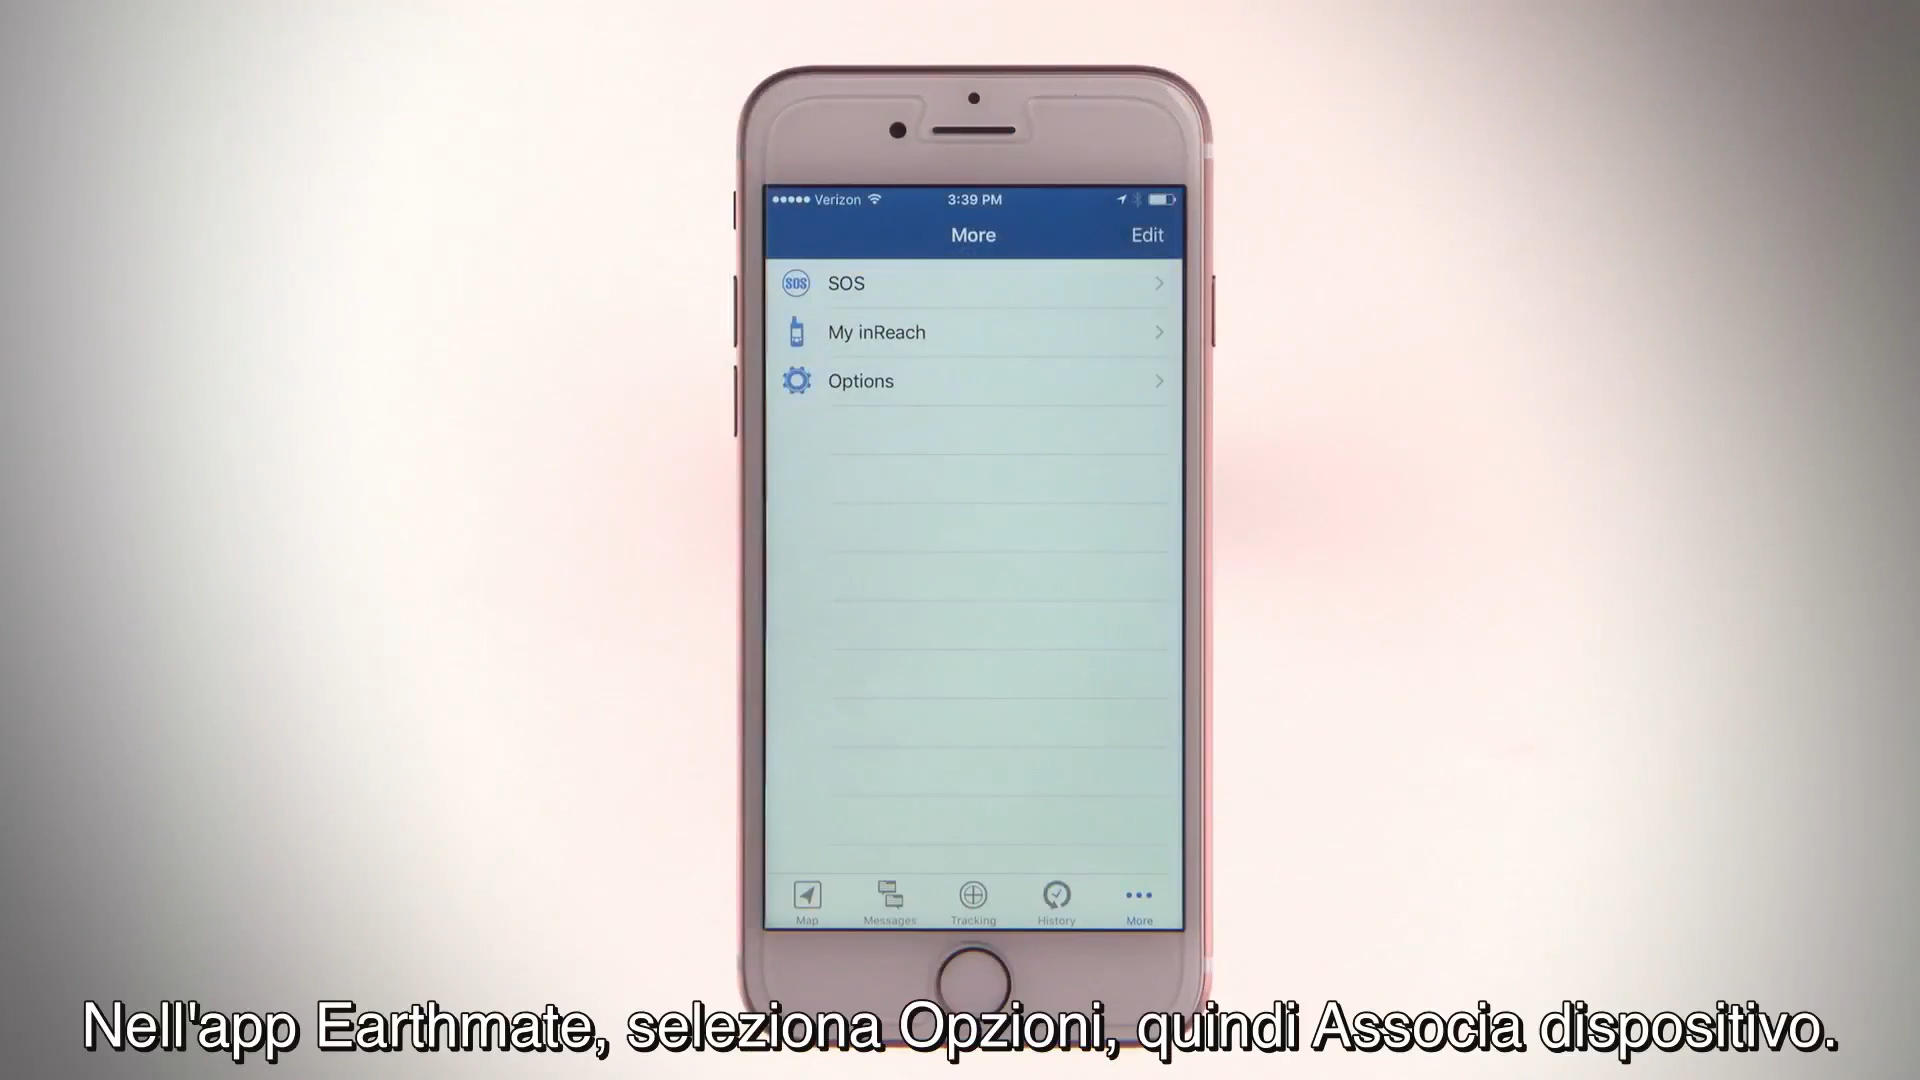 Verizon 3:39 PM
More Edit
SOS SOS
My inReach
Options
Map Messages Tracking History More
Nell'app Earthmate, seleziona Opzioni, quindi Associa dispositivo.